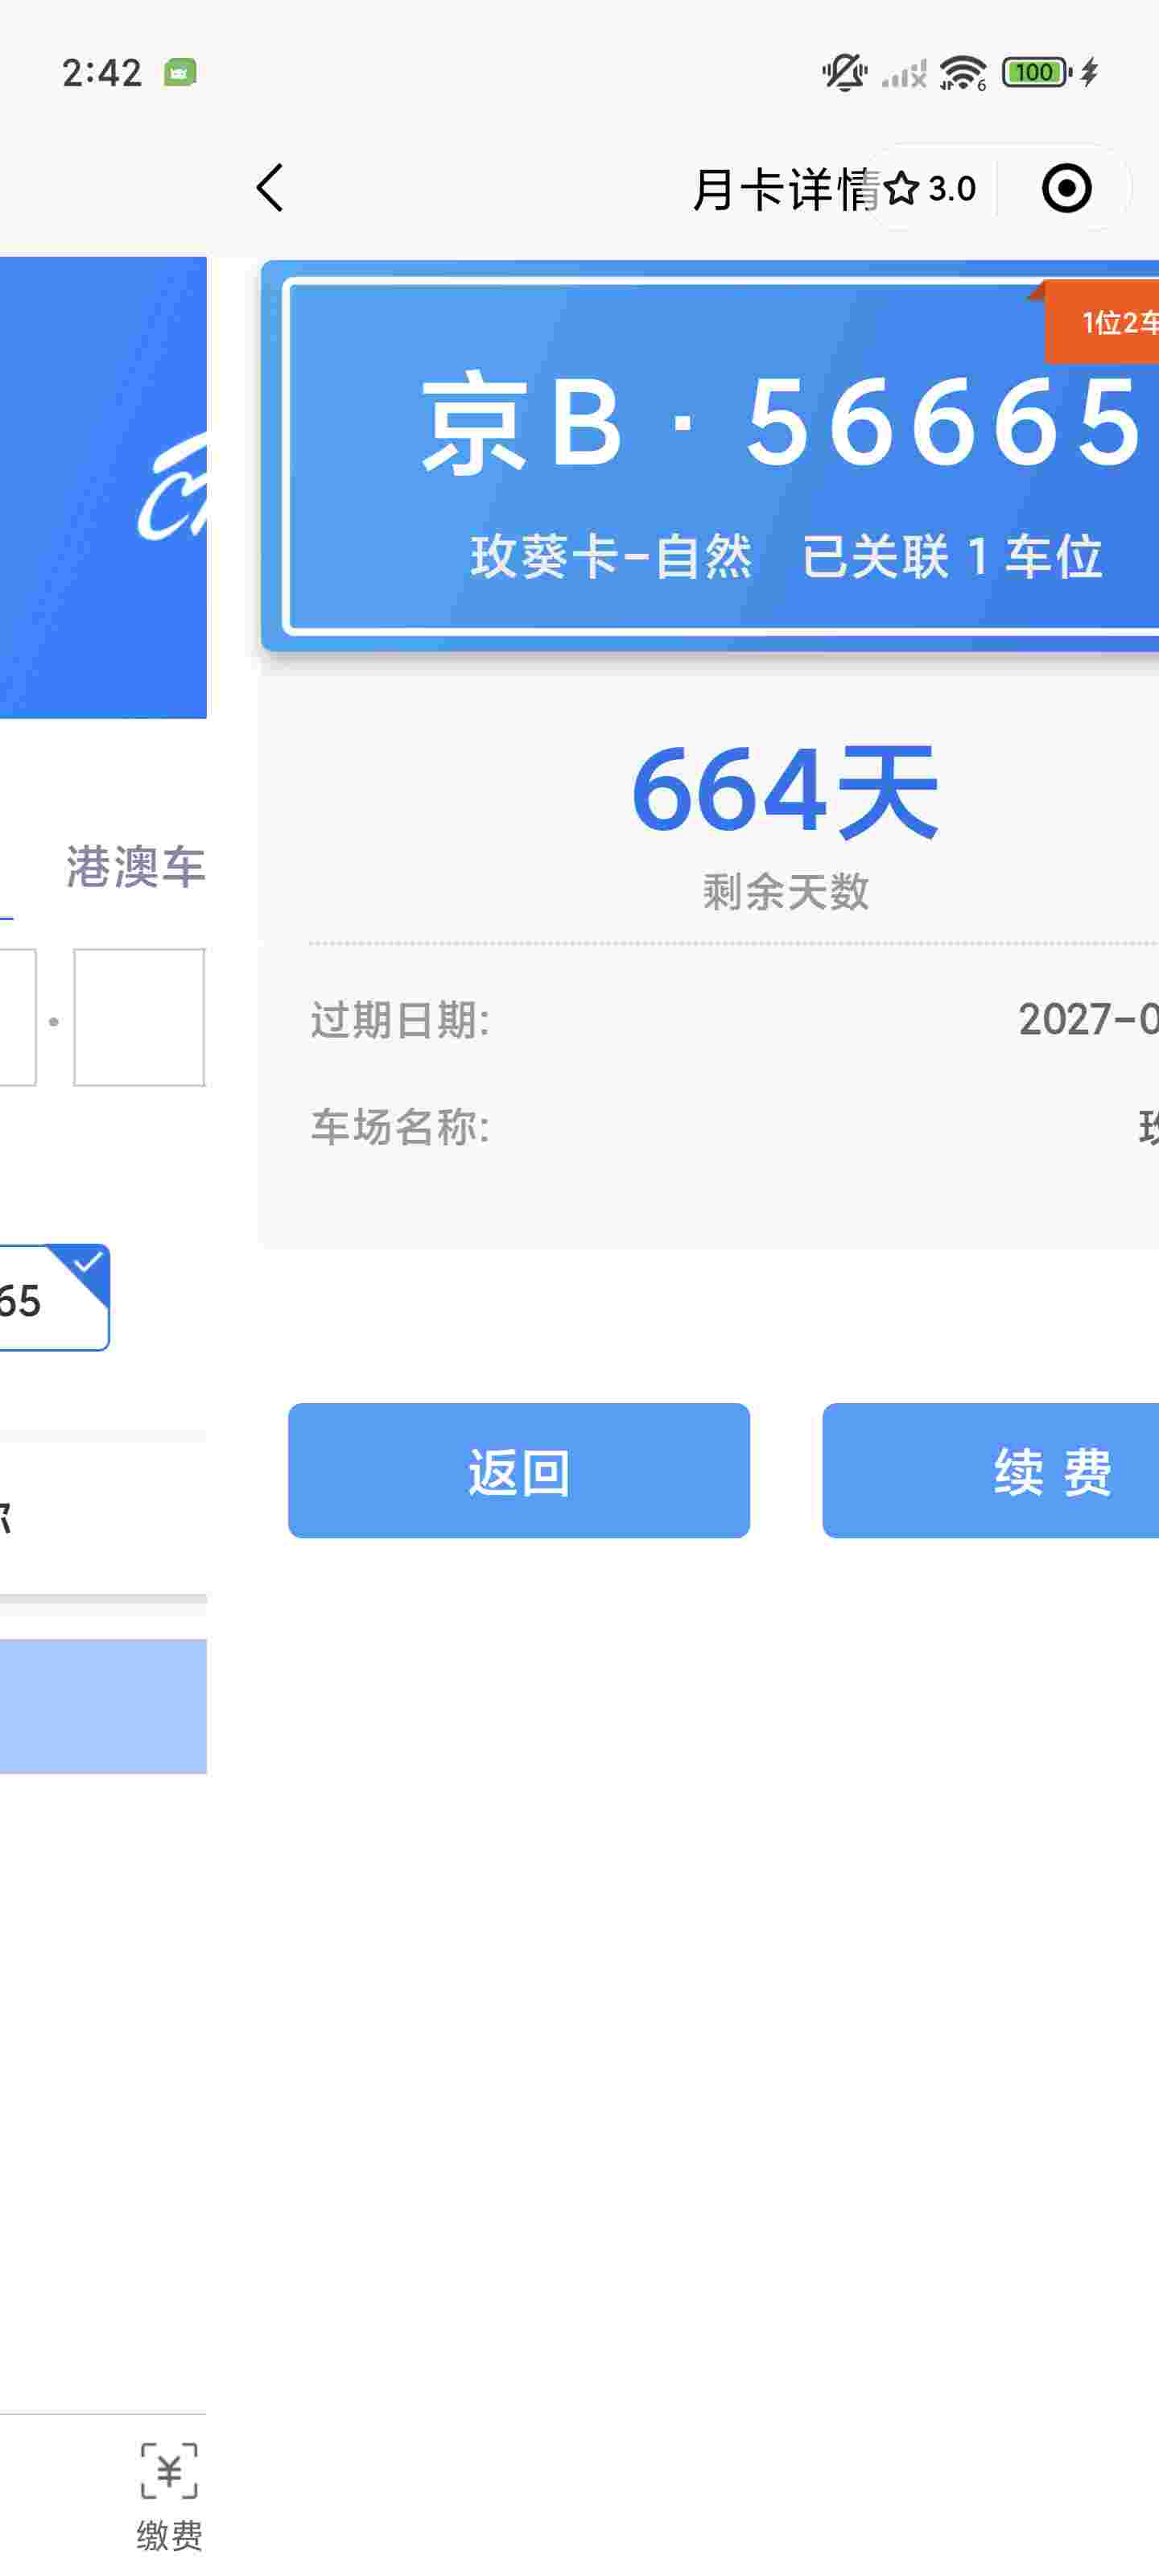 2:42
100
月卡详情
3.0
1位2车
京B·56665
玫葵卡-自然 已关联 1 车位
664天
剩余天数
港澳车
过期日期:
2027-0
车场名称:
65
返回
续 费
缴费